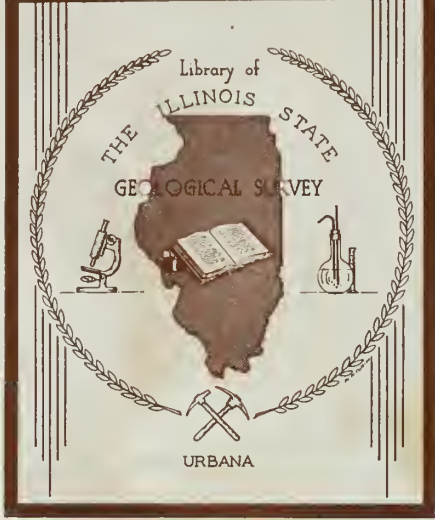 Library of
THE ILLINOIS STATE
GEOLOGICAL SURVEY
URBANA